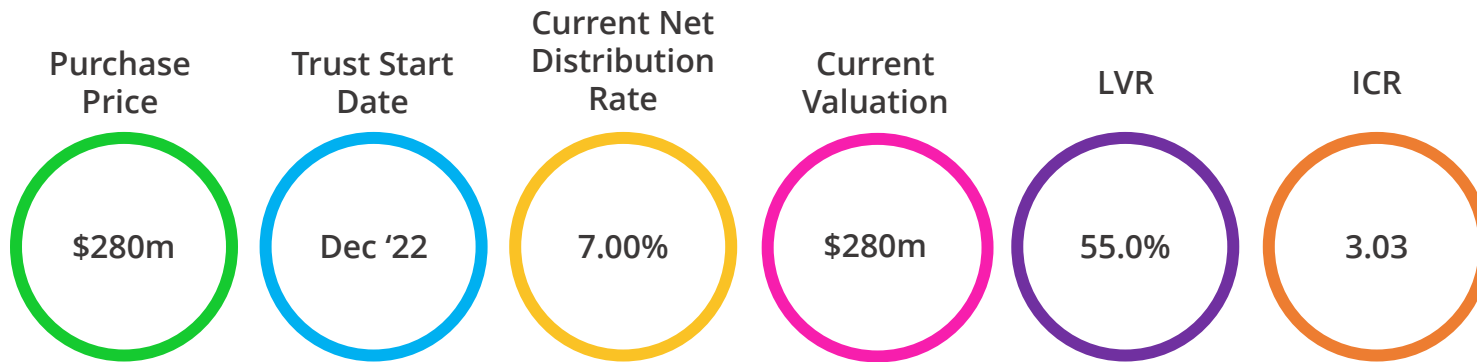 Purchase
Price
Trust Start
Date
Current Net
Distribution
Rate
Current
Valuation
LVR
ICR
$280m
Dec ‘22
7.00%
$280m
55.0%
3.03